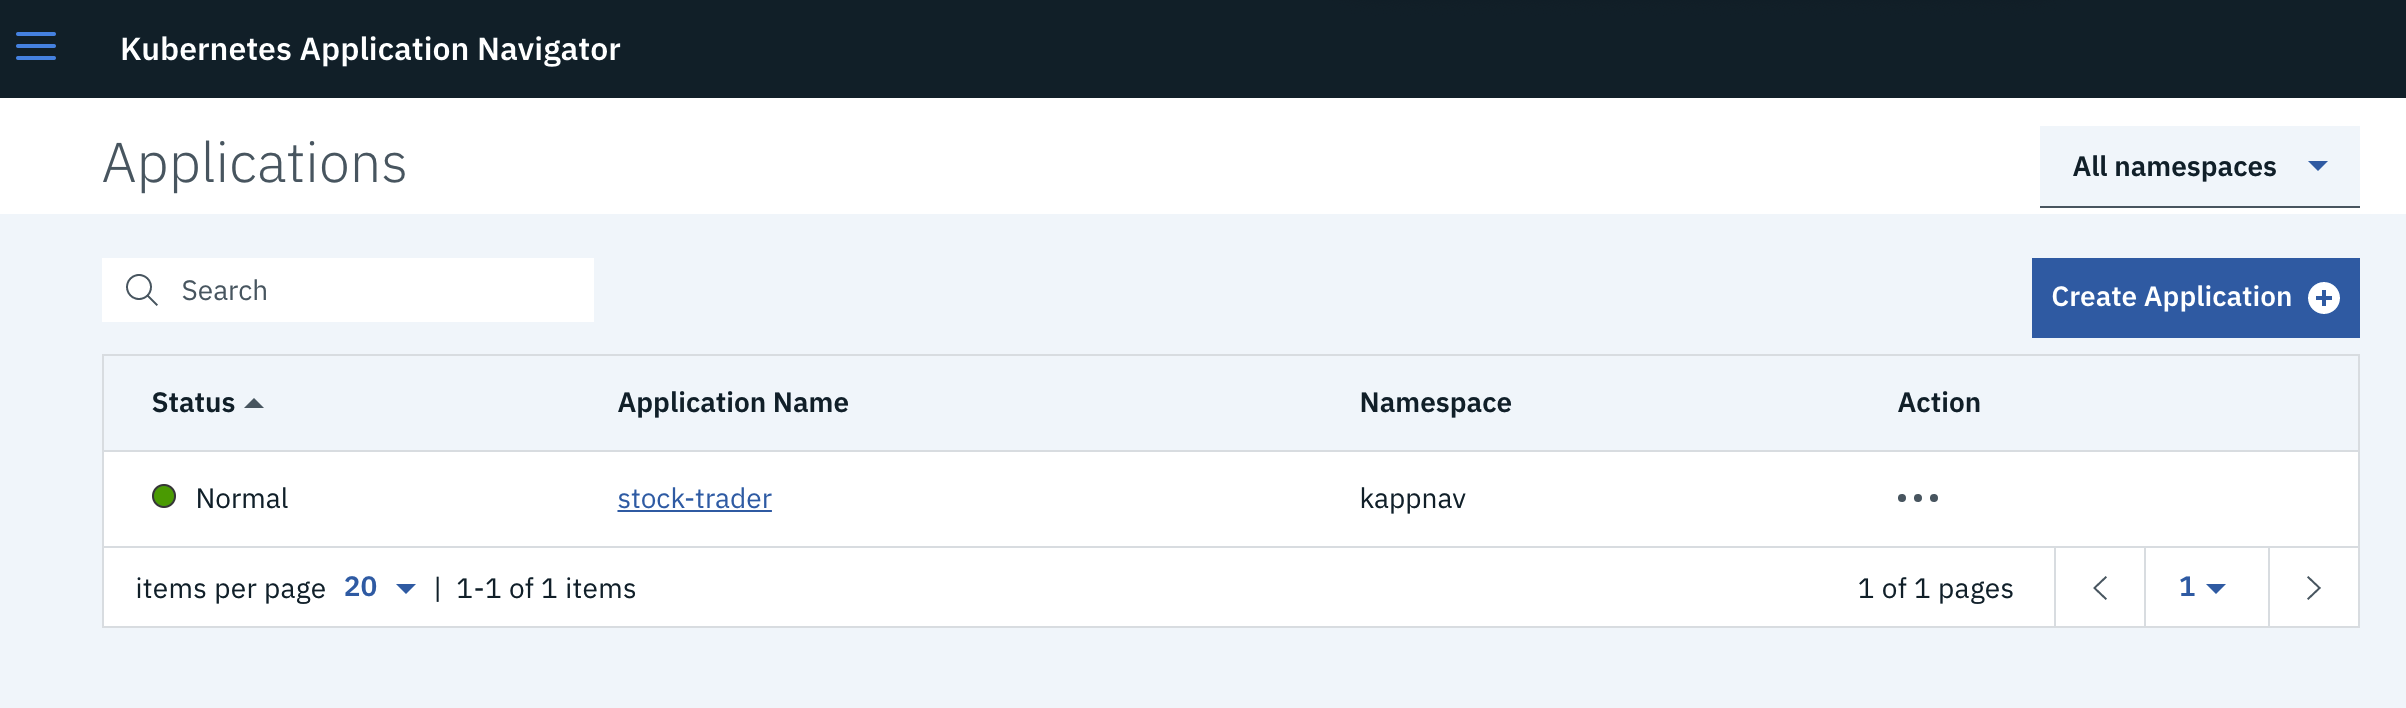 Kubernetes Application Navigator
Applications
All namespaces
Search
Create Application
Status Application Name Namespace Action
Normal stock-trader kappnav
items per page 20 | 1-1 of 1 items 1 of 1 pages 1